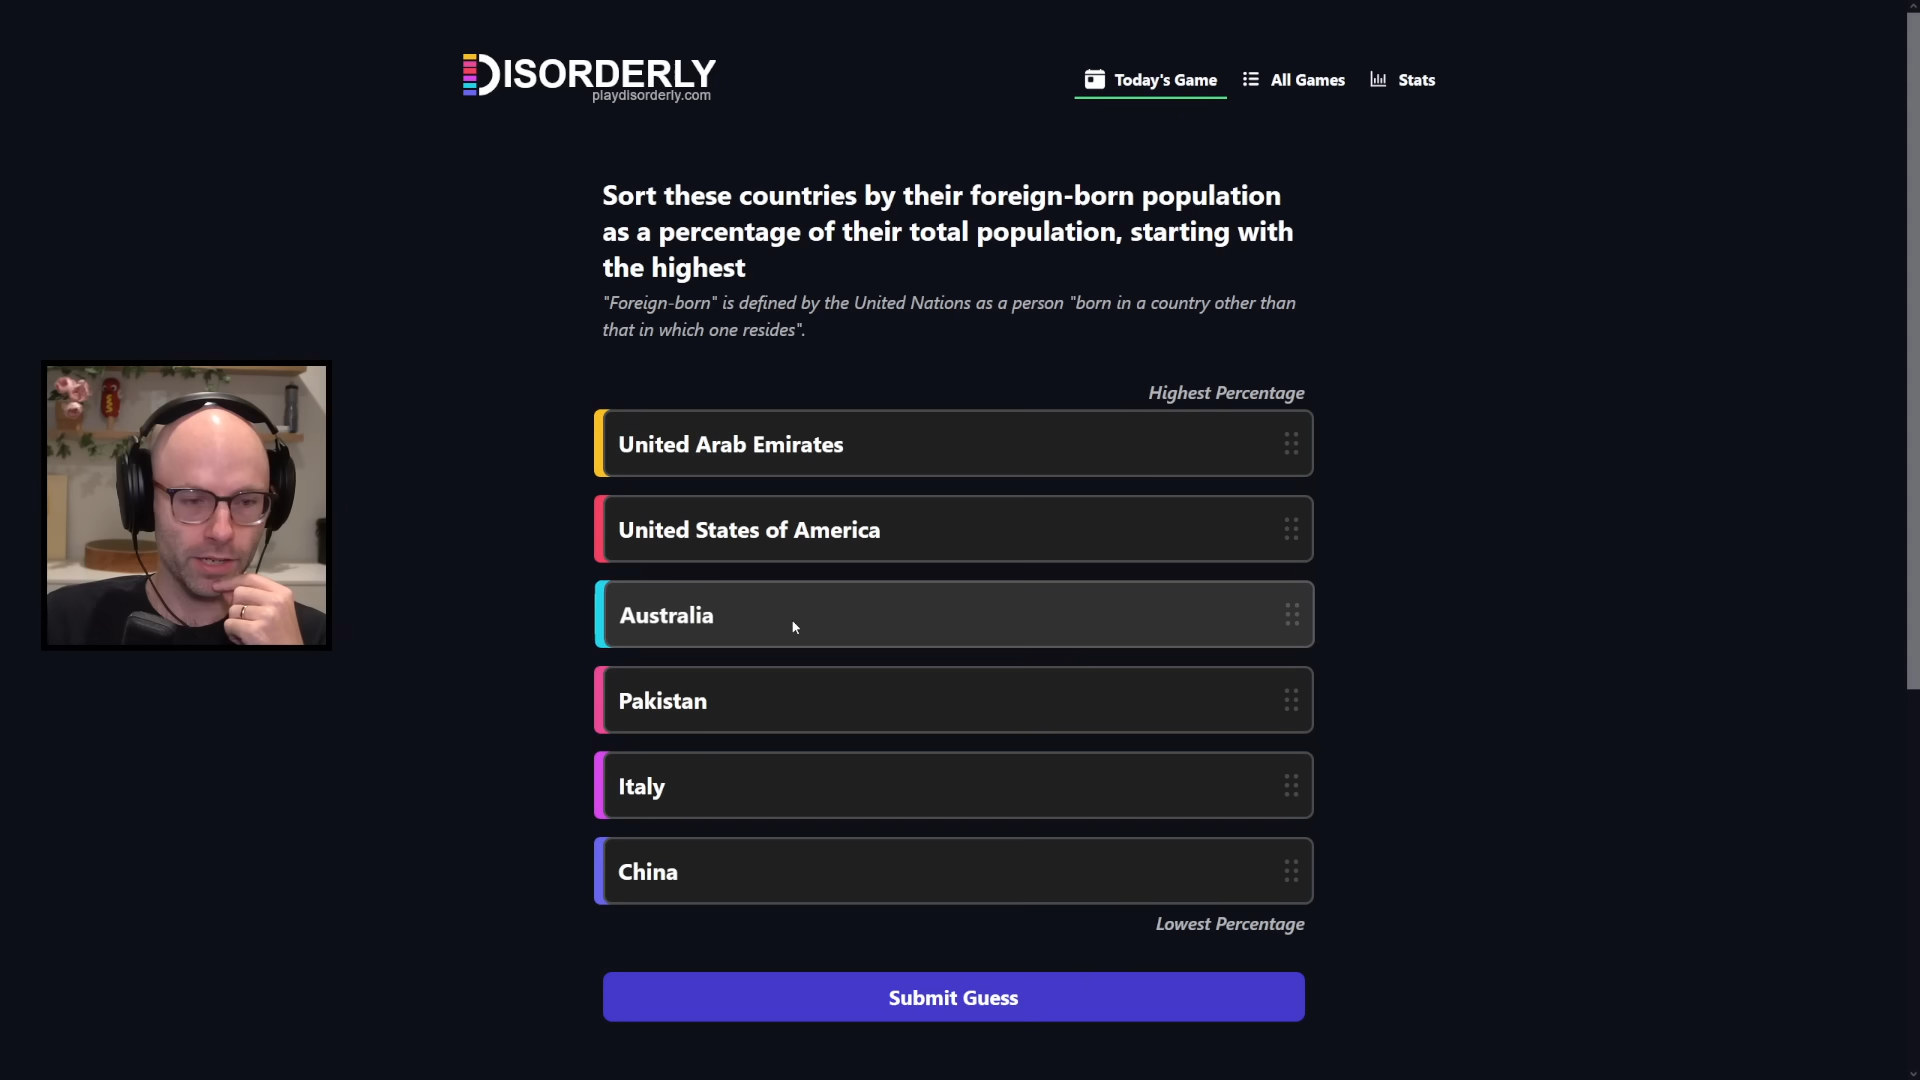 DISORDERLY
playdisorderly.com
Today's Game
All Games
Stats
Sort these countries by their foreign-born population
as a percentage of their total population, starting with
the highest
"Foreign-born" is defined by the United Nations as a person "born in a country other than
that in which one resides".
Highest Percentage
United Arab Emirates
United States of America
Australia
Pakistan
Italy
China
Lowest Percentage
Submit Guess